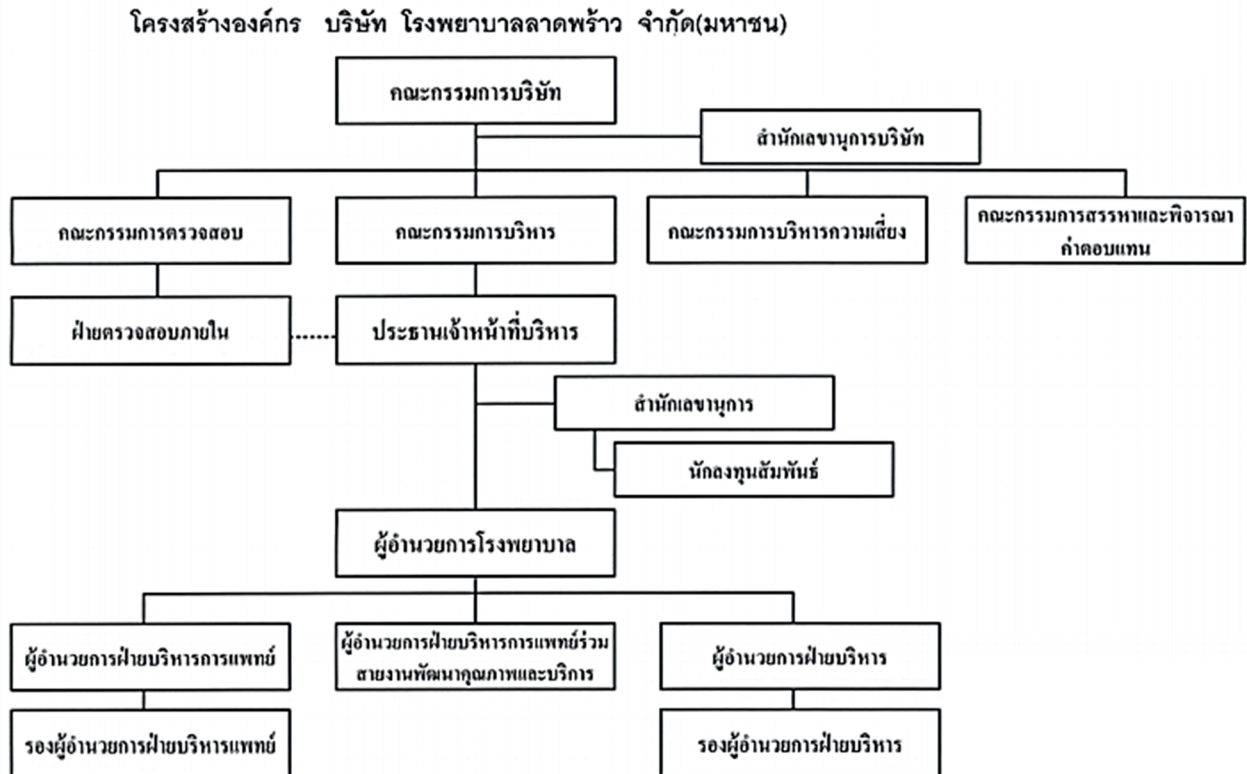 โครงสร้างองค์กร บริษัท โรงพยาบาลลาดพร้าว จำกัด(มหาชน)
คณะกรรมการบริษัท
สำนักเลขานุการบริษัท
คณะกรรมการตรวจสอบ
คณะกรรมการบริหาร
คณะกรรมการบริหารความเสี่ยง
คณะกรรมการสรรหาและพิจารณา
ค่าตอบแทน
ฝ่ายตรวจสอบภายใน
ประธานเจ้าหน้าที่บริหาร
สำนักเลขานุการ
นักลงทุนสัมพันธ์
ผู้อำนวยการโรงพยาบาล
ผู้อำนวยการฝ่ายบริหารการแพทย์
ผู้อำนวยการฝ่ายบริหารการแพทย์ร่วม
สายงานพัฒนาคุณภาพและบริการ
ผู้อำนวยการฝ่ายบริหาร
รองผู้อำนวยการฝ่ายบริหารแพทย์
รองผู้อำนวยการฝ่ายบริหาร